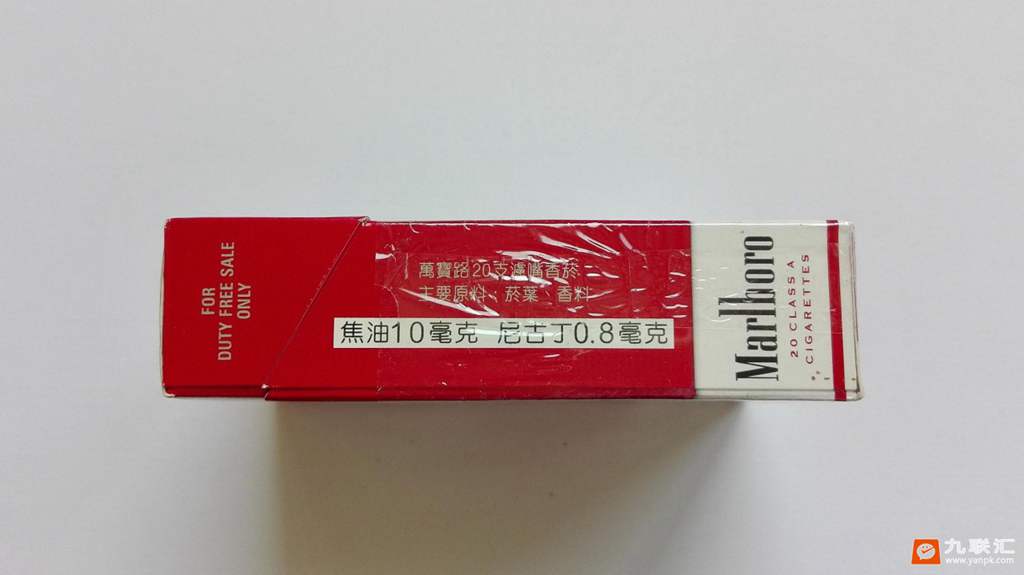 FOR
DUTY FREE SALE
ONLY
萬寶路20支濾嘴香菸
主要原料：菸葉、香料
焦油10毫克 尼古丁0.8毫克
Marlboro
20 CLASS A
CIGARETTES
九联汇
www.yanpk.com